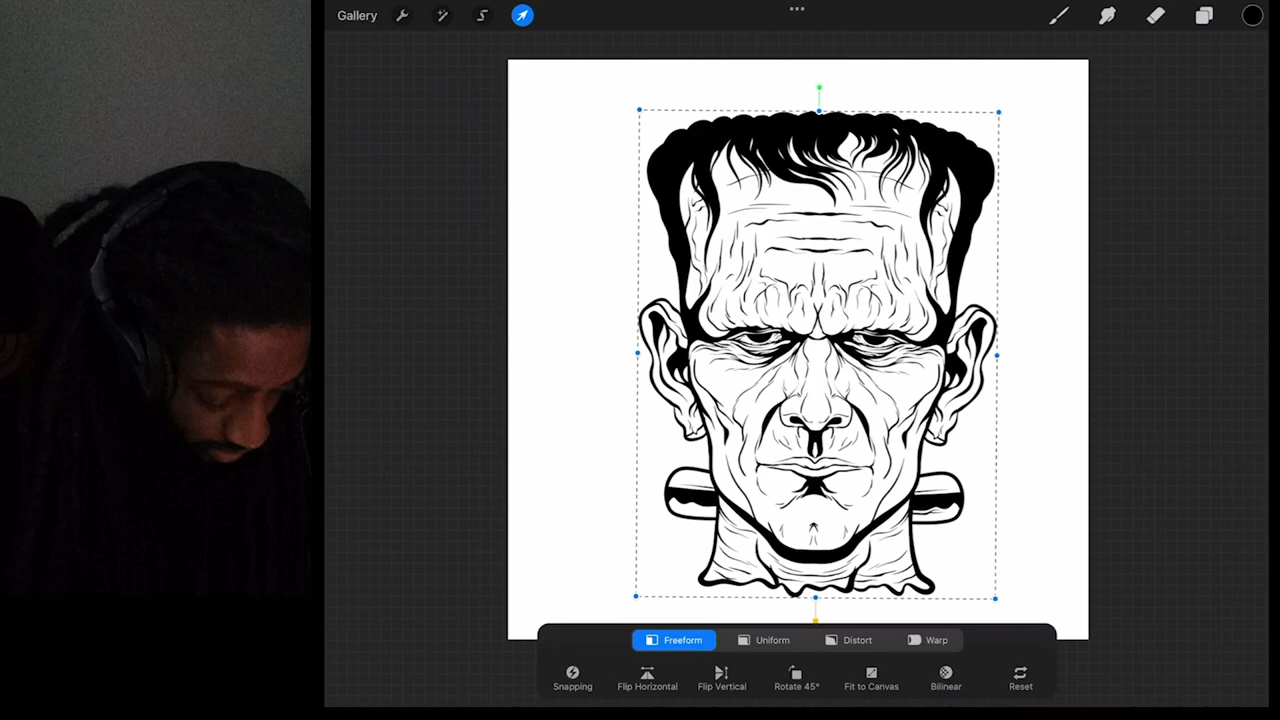 Gallery
Freeform Uniform Distort Warp
Snapping Flip Horizontal Flip Vertical Rotate 45° Fit to Canvas Bilinear Reset